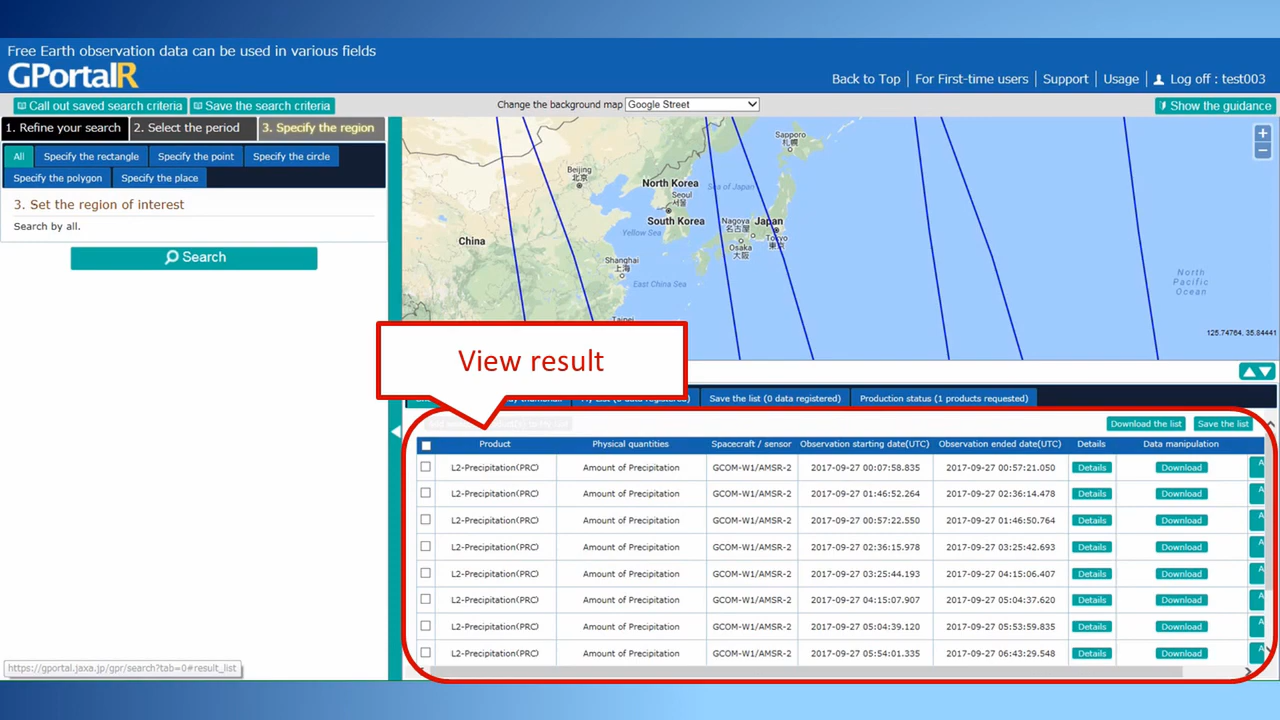 Free Earth observation data can be used in various fields
GPortalR
Back to Top | For First-time users | Support | Usage | Log off : test003
Call out saved search criteria Save the search criteria
Change the background map Google Street
Show the guidance
1. Refine your search 2. Select the period 3. Specify the region
All Specify the rectangle Specify the point Specify the circle
Specify the polygon Specify the place
3. Set the region of interest
Search by all.
Search
Sapporo
札幌
Beijing
北京
North Korea
Sea of Japan
Seoul
서울
South Korea
Nagoya
名古屋
Japan
Tokyo
東京
Osaka
大阪
Yellow Sea
China
Shanghai
上海
East China Sea
Taipei
North
Pacific
Ocean
+
−
125.74764, 35.84441
View result
Save the list (0 data registered) Production status (1 products requested)
Download the list Save the list
Product Physical quantities Spacecraft / sensor Observation starting date(UTC) Observation ended date(UTC) Details Data manipulation
L2-Precipitation(PRC) Amount of Precipitation GCOM-W1/AMSR-2 2017-09-27 00:07:58.835 2017-09-27 00:57:21.050 Details Download A
L2-Precipitation(PRC) Amount of Precipitation GCOM-W1/AMSR-2 2017-09-27 01:46:52.264 2017-09-27 02:36:14.478 Details Download A
L2-Precipitation(PRC) Amount of Precipitation GCOM-W1/AMSR-2 2017-09-27 00:57:22.550 2017-09-27 01:46:50.764 Details Download A
L2-Precipitation(PRC) Amount of Precipitation GCOM-W1/AMSR-2 2017-09-27 02:36:15.978 2017-09-27 03:25:42.693 Details Download A
L2-Precipitation(PRC) Amount of Precipitation GCOM-W1/AMSR-2 2017-09-27 03:25:44.193 2017-09-27 04:15:06.407 Details Download A
L2-Precipitation(PRC) Amount of Precipitation GCOM-W1/AMSR-2 2017-09-27 04:15:07.907 2017-09-27 05:04:37.620 Details Download A
L2-Precipitation(PRC) Amount of Precipitation GCOM-W1/AMSR-2 2017-09-27 05:04:39.120 2017-09-27 05:53:59.835 Details Download A
L2-Precipitation(PRC) Amount of Precipitation GCOM-W1/AMSR-2 2017-09-27 05:54:01.335 2017-09-27 06:43:29.548 Details Download A
https://gportal.jaxa.jp/gpr/search?tab=0#result_list